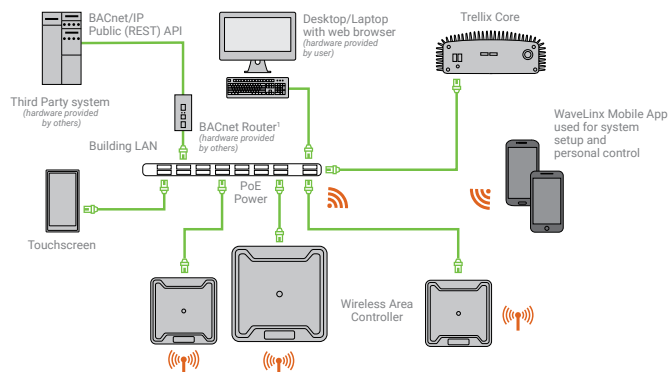 BACnet/IP
Public (REST) API
Desktop/Laptop
with web browser
(hardware provided
by user)
Trellix Core
Third Party system
(hardware provided
by others)
BACnet Router¹
(hardware provided
by others)
Building LAN
WaveLinx Mobile App
used for system
setup and
personal control
PoE
Power
Touchscreen
Wireless Area
Controller